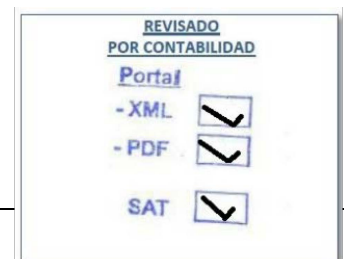 REVISADO
POR CONTABILIDAD
Portal
- XML
- PDF
SAT